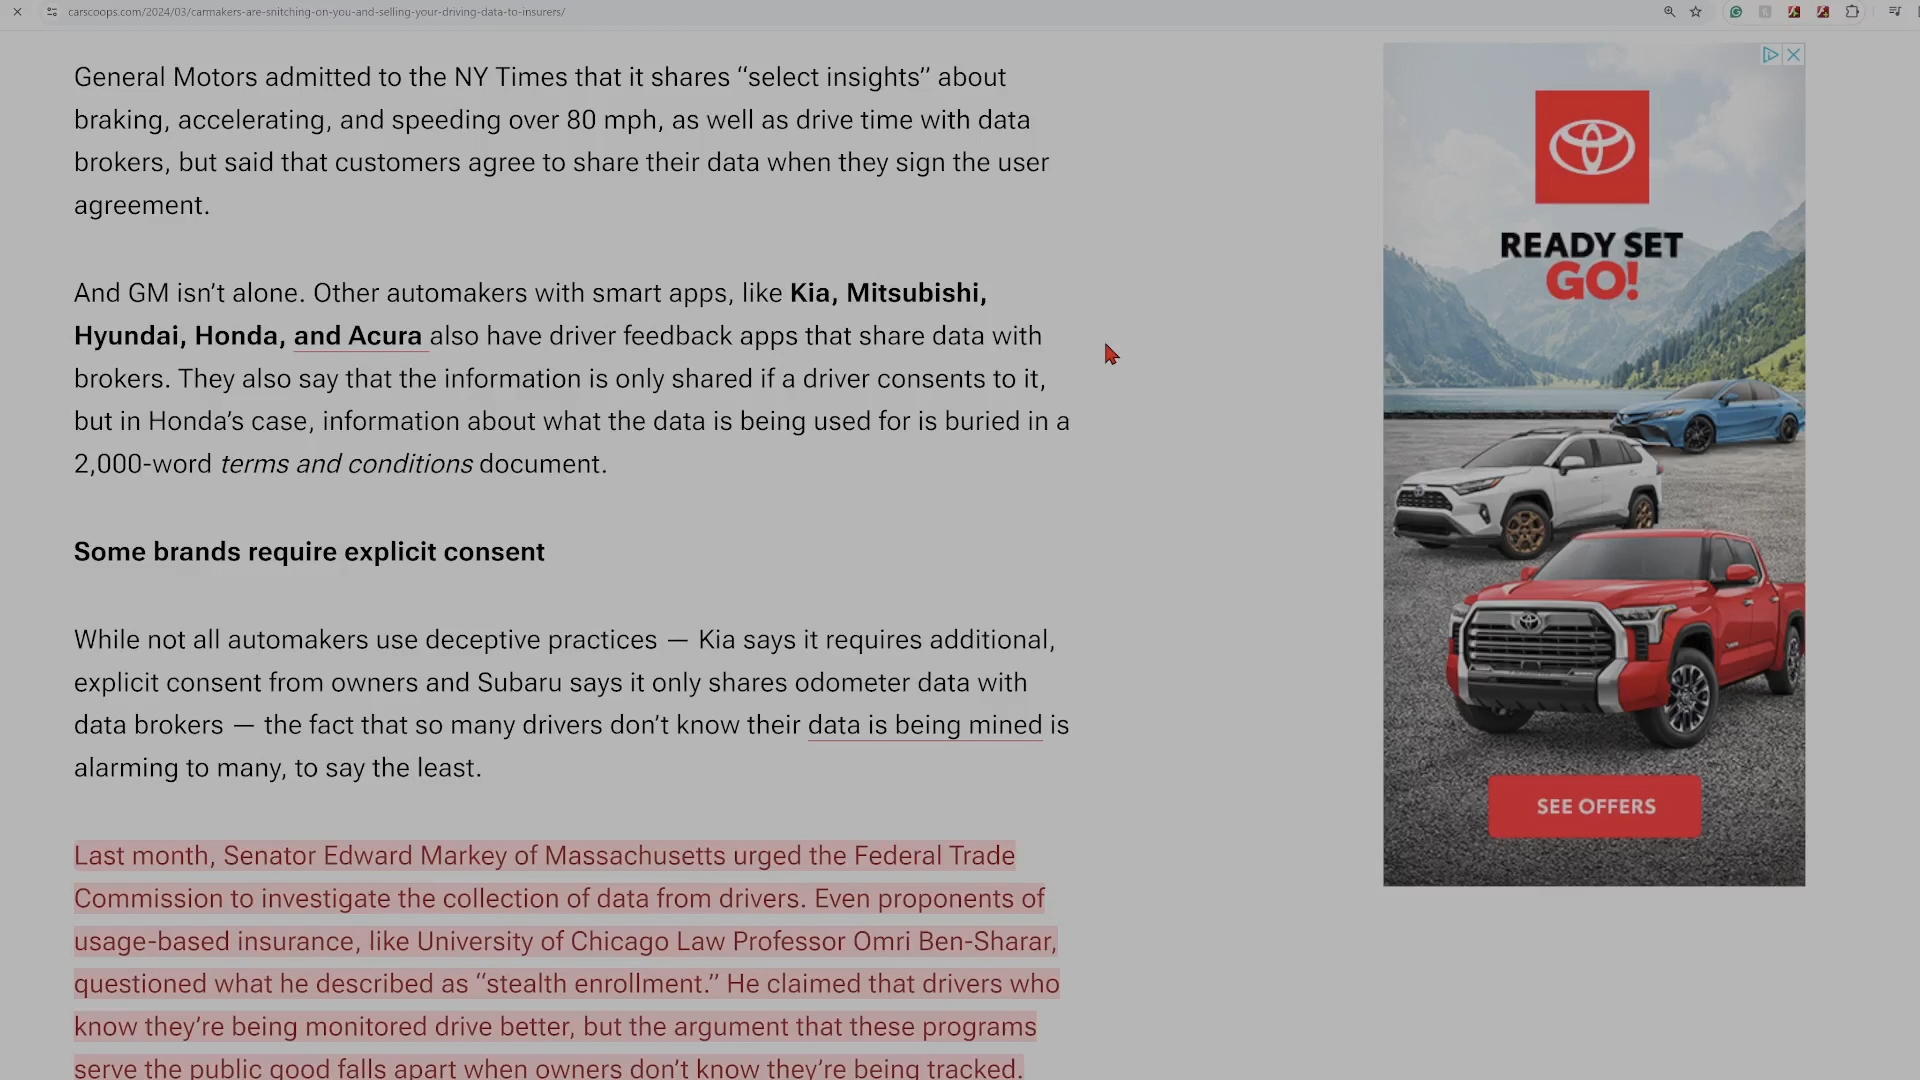 carscoops.com/2024/03/carmakers-are-snitching-on-you-and-selling-your-driving-data-to-insurers/
General Motors admitted to the NY Times that it shares “select insights” about
braking, accelerating, and speeding over 80 mph, as well as drive time with data
brokers, but said that customers agree to share their data when they sign the user
agreement.
And GM isn’t alone. Other automakers with smart apps, like Kia, Mitsubishi,
Hyundai, Honda, and Acura also have driver feedback apps that share data with
brokers. They also say that the information is only shared if a driver consents to it,
but in Honda’s case, information about what the data is being used for is buried in a
2,000-word terms and conditions document.
Some brands require explicit consent
While not all automakers use deceptive practices — Kia says it requires additional,
explicit consent from owners and Subaru says it only shares odometer data with
data brokers — the fact that so many drivers don’t know their data is being mined is
alarming to many, to say the least.
Last month, Senator Edward Markey of Massachusetts urged the Federal Trade
Commission to investigate the collection of data from drivers. Even proponents of
usage-based insurance, like University of Chicago Law Professor Omri Ben-Sharar,
questioned what he described as “stealth enrollment.” He claimed that drivers who
know they’re being monitored drive better, but the argument that these programs
serve the public good falls apart when owners don’t know they’re being tracked.
READY SET
GO!
SEE OFFERS